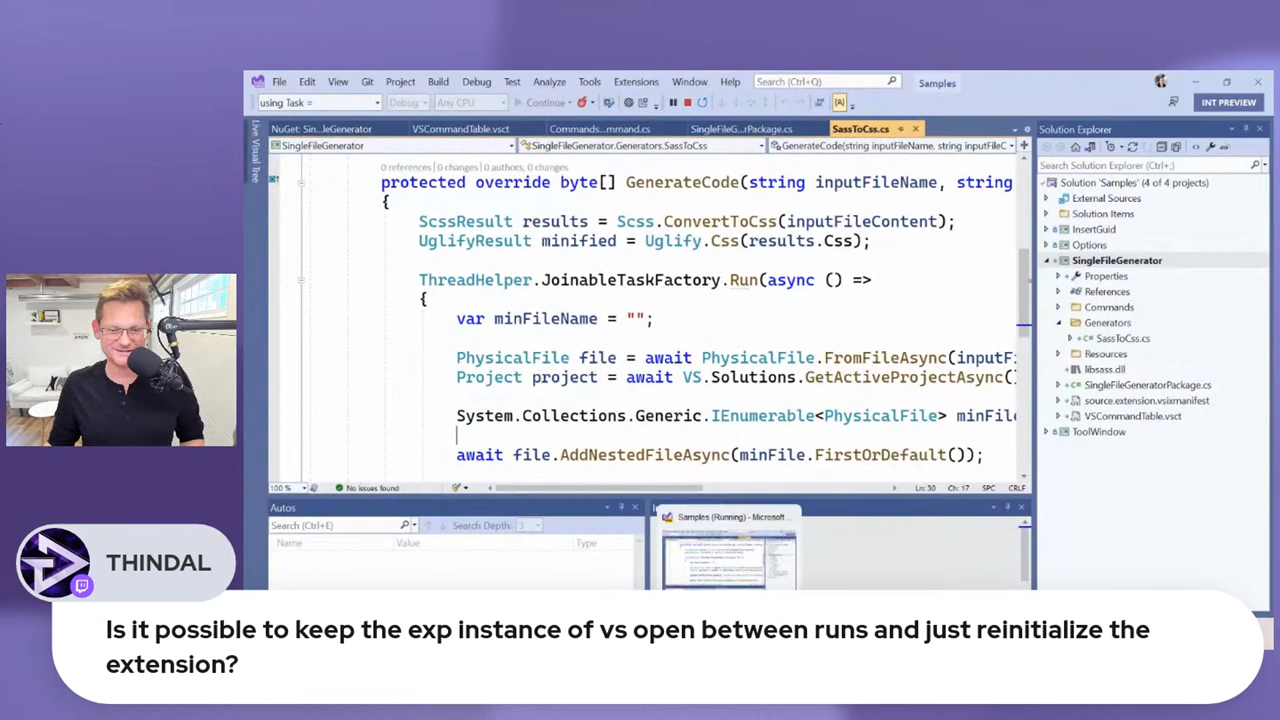 File Edit View Git Project Build Debug Test Analyze Tools Extensions Window Help Search (Ctrl+Q) Samples
using Task = Debug Any CPU Continue INT PREVIEW
Live Visual Tree
NuGet: Sin...leGenerator VSCommandTable.vsct Commands...mmand.cs SingleFileG...rPackage.cs SassToCss.cs
SingleFileGenerator SingleFileGenerator.Generators.SassToCss GenerateCode(string inputFileName, string inputFileC
0 references | 0 changes | 0 authors, 0 changes
protected override byte[] GenerateCode(string inputFileName, string
{
ScssResult results = Scss.ConvertToCss(inputFileContent);
UglifyResult minified = Uglify.Css(results.Css);
ThreadHelper.JoinableTaskFactory.Run(async () =>
{
var minFileName = "";
PhysicalFile file = await PhysicalFile.FromFileAsync(inputF
Project project = await VS.Solutions.GetActiveProjectAsync()
System.Collections.Generic.IEnumerable<PhysicalFile> minFile
await file.AddNestedFileAsync(minFile.FirstOrDefault());
100 % No issues found Ln: 30 Ch: 17 SPC CRLF
Solution Explorer
Search Solution Explorer (Ctrl+;)
Solution 'Samples' (4 of 4 projects)
External Sources
Solution Items
InsertGuid
Options
SingleFileGenerator
Properties
References
Commands
Generators
SassToCss.cs
Resources
libsass.dll
SingleFileGeneratorPackage.cs
source.extension.vsixmanifest
VSCommandTable.vsct
ToolWindow
Autos
Search (Ctrl+E) Search Depth: 3
Name Value Type
Samples (Running) - Microsoft...
THINDAL
Is it possible to keep the exp instance of vs open between runs and just reinitialize the
extension?